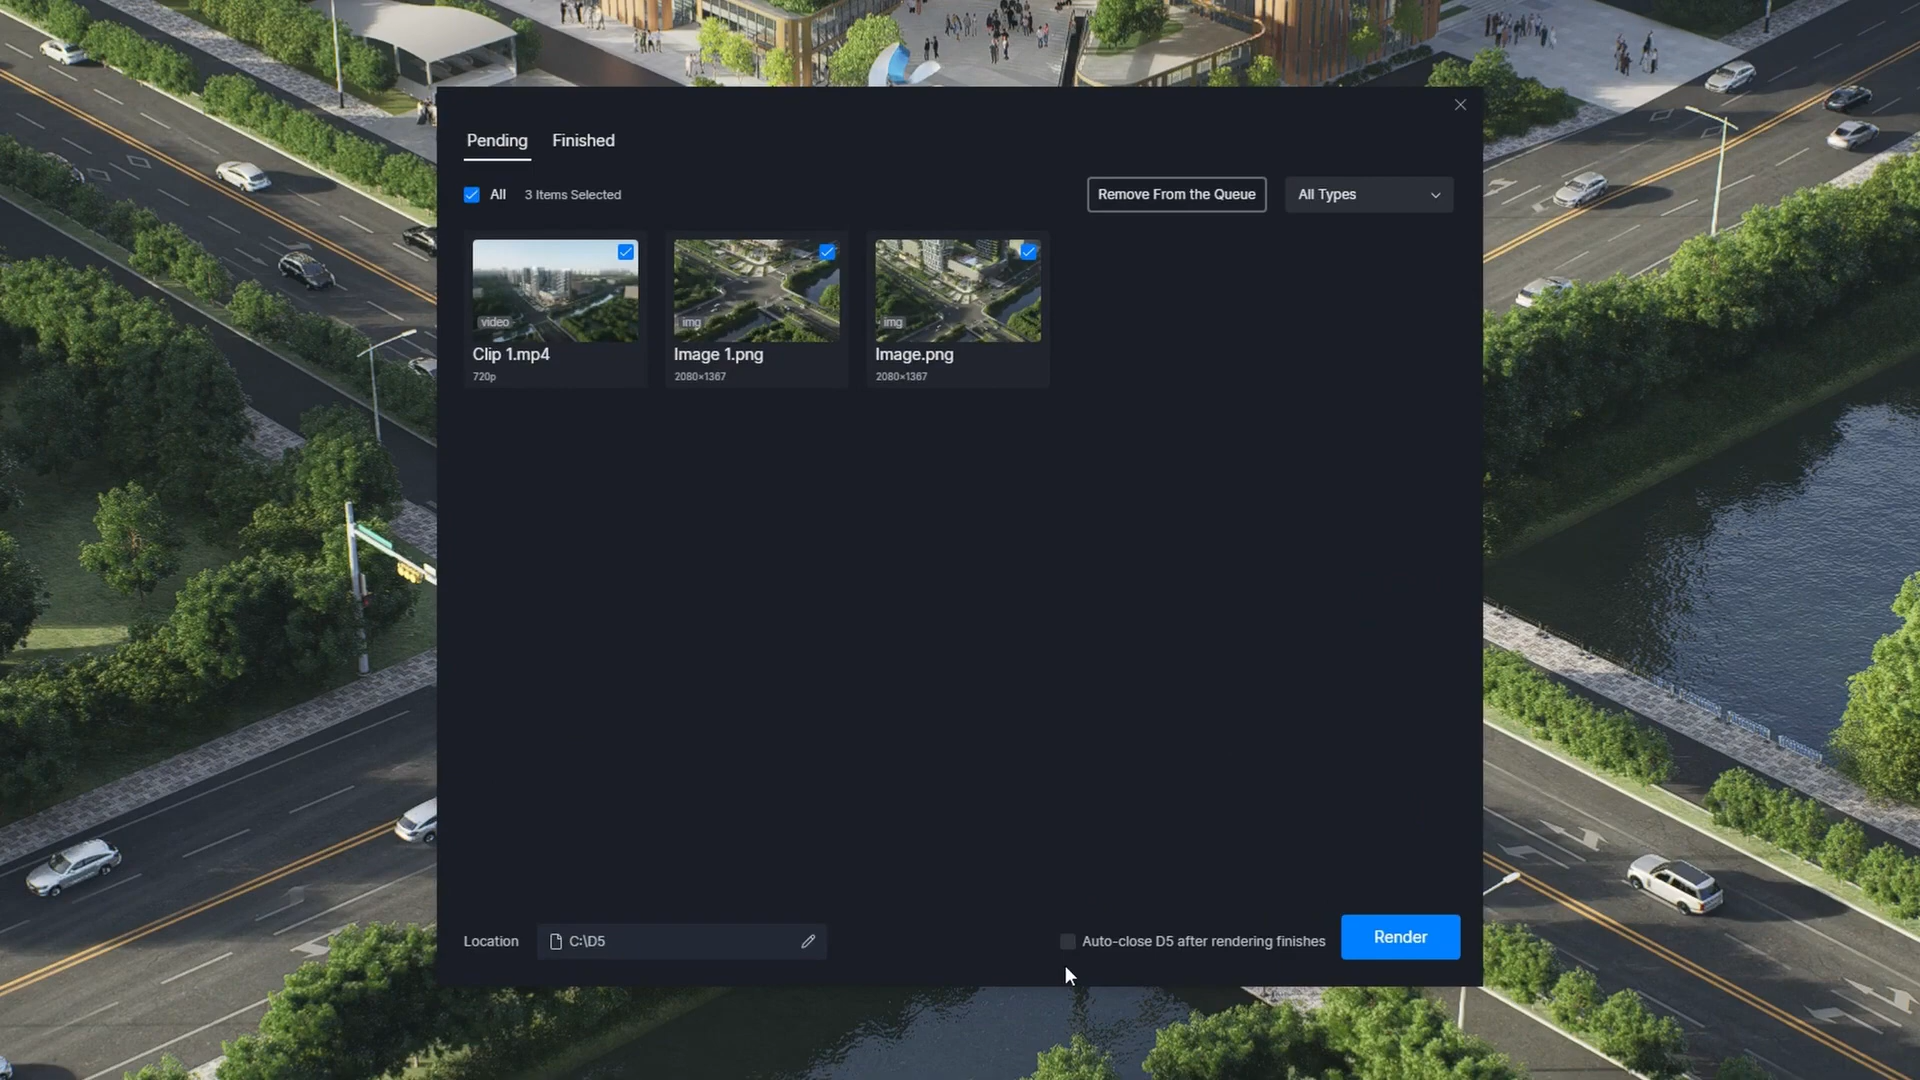 Pending Finished
All 3 Items Selected Remove From the Queue All Types
video img img
Clip 1.mp4 Image 1.png Image.png
720p 2080×1367 2080×1367
Location C:\D5 Auto-close D5 after rendering finishes Render